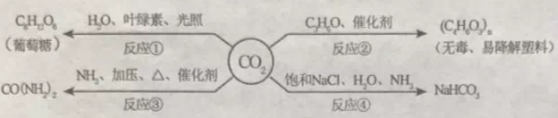 C₆H₁₂O₆ H₂O、叶绿素、光照 C₃H₆O、催化剂 (C₄H₆O₃)ₙ
(葡萄糖) 反应① 反应② (无毒、易降解塑料)
CO₂
CO(NH₂)₂ NH₃、加压、△、催化剂 饱和NaCl、H₂O、NH₃ NaHCO₃
反应③ 反应④